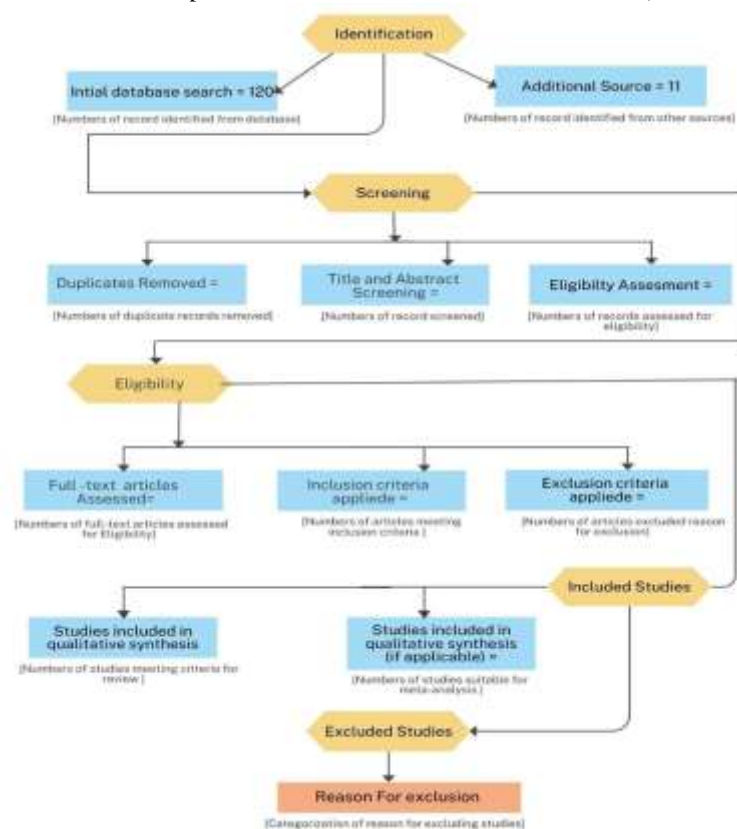 Identification
Intial database search = 120
Additional Source = 11
(Numbers of record identified from database)
(Numbers of record identified from other sources)
Screening
Duplicates Removed =
Title and Abstract
Screening =
Eligibilty Assesment =
(Numbers of duplicate records removed)
(Numbers of record screened)
(Numbers of records assessed for
eligibility)
Eligibility
Full -text articles
Assessed=
Inclusion criteria
appliede =
Exclusion criteria
appliede =
(Numbers of full-text articles assessed
for Eligibility)
(Numbers of articles meeting
inclusion criteria )
(Numbers of articles excluded reason
for exclusion)
Included Studies
Studies included in
qualitative synthesis
Studies included in
qualitative synthesis
(if applicable) =
(Numbers of studies meeting criteria for
review )
(Numbers of studies suitable for
meta-analysis )
Excluded Studies
Reason For exclusion
(Categorization of reason for excluding studies)